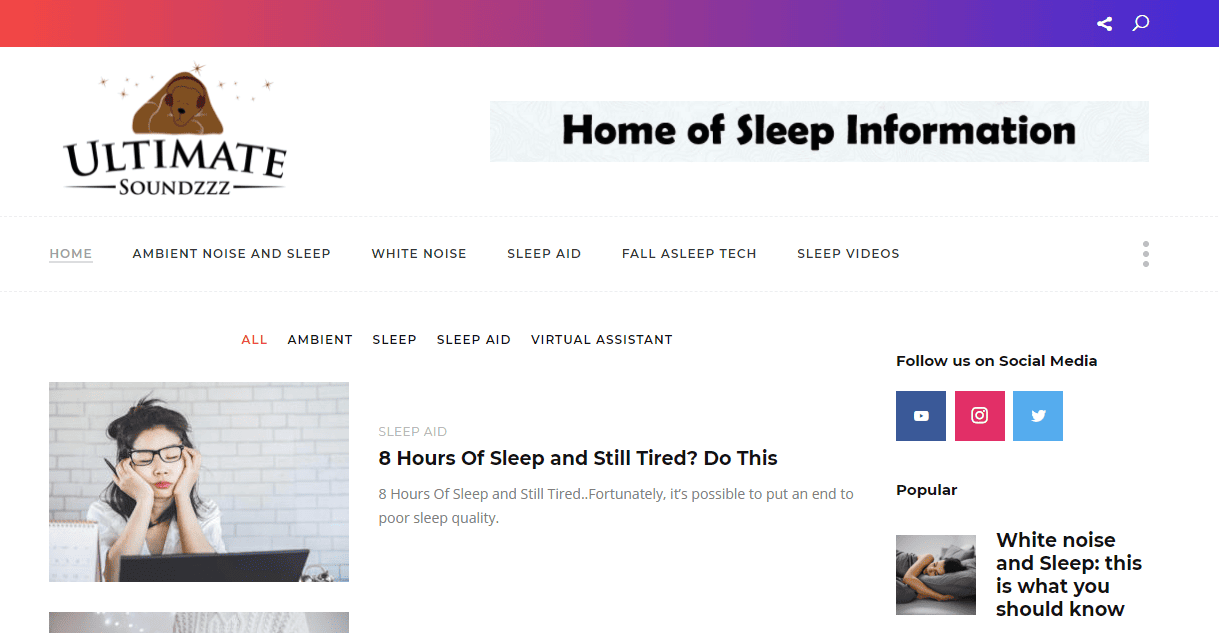 ULTIMATE
SOUNDZZZ
Home of Sleep Information
HOME
AMBIENT NOISE AND SLEEP
WHITE NOISE
SLEEP AID
FALL ASLEEP TECH
SLEEP VIDEOS
ALL
AMBIENT
SLEEP
SLEEP AID
VIRTUAL ASSISTANT
SLEEP AID
8 Hours Of Sleep and Still Tired? Do This
8 Hours Of Sleep and Still Tired..Fortunately, it’s possible to put an end to
poor sleep quality.
Follow us on Social Media
Popular
White noise
and Sleep: this
is what you
should know